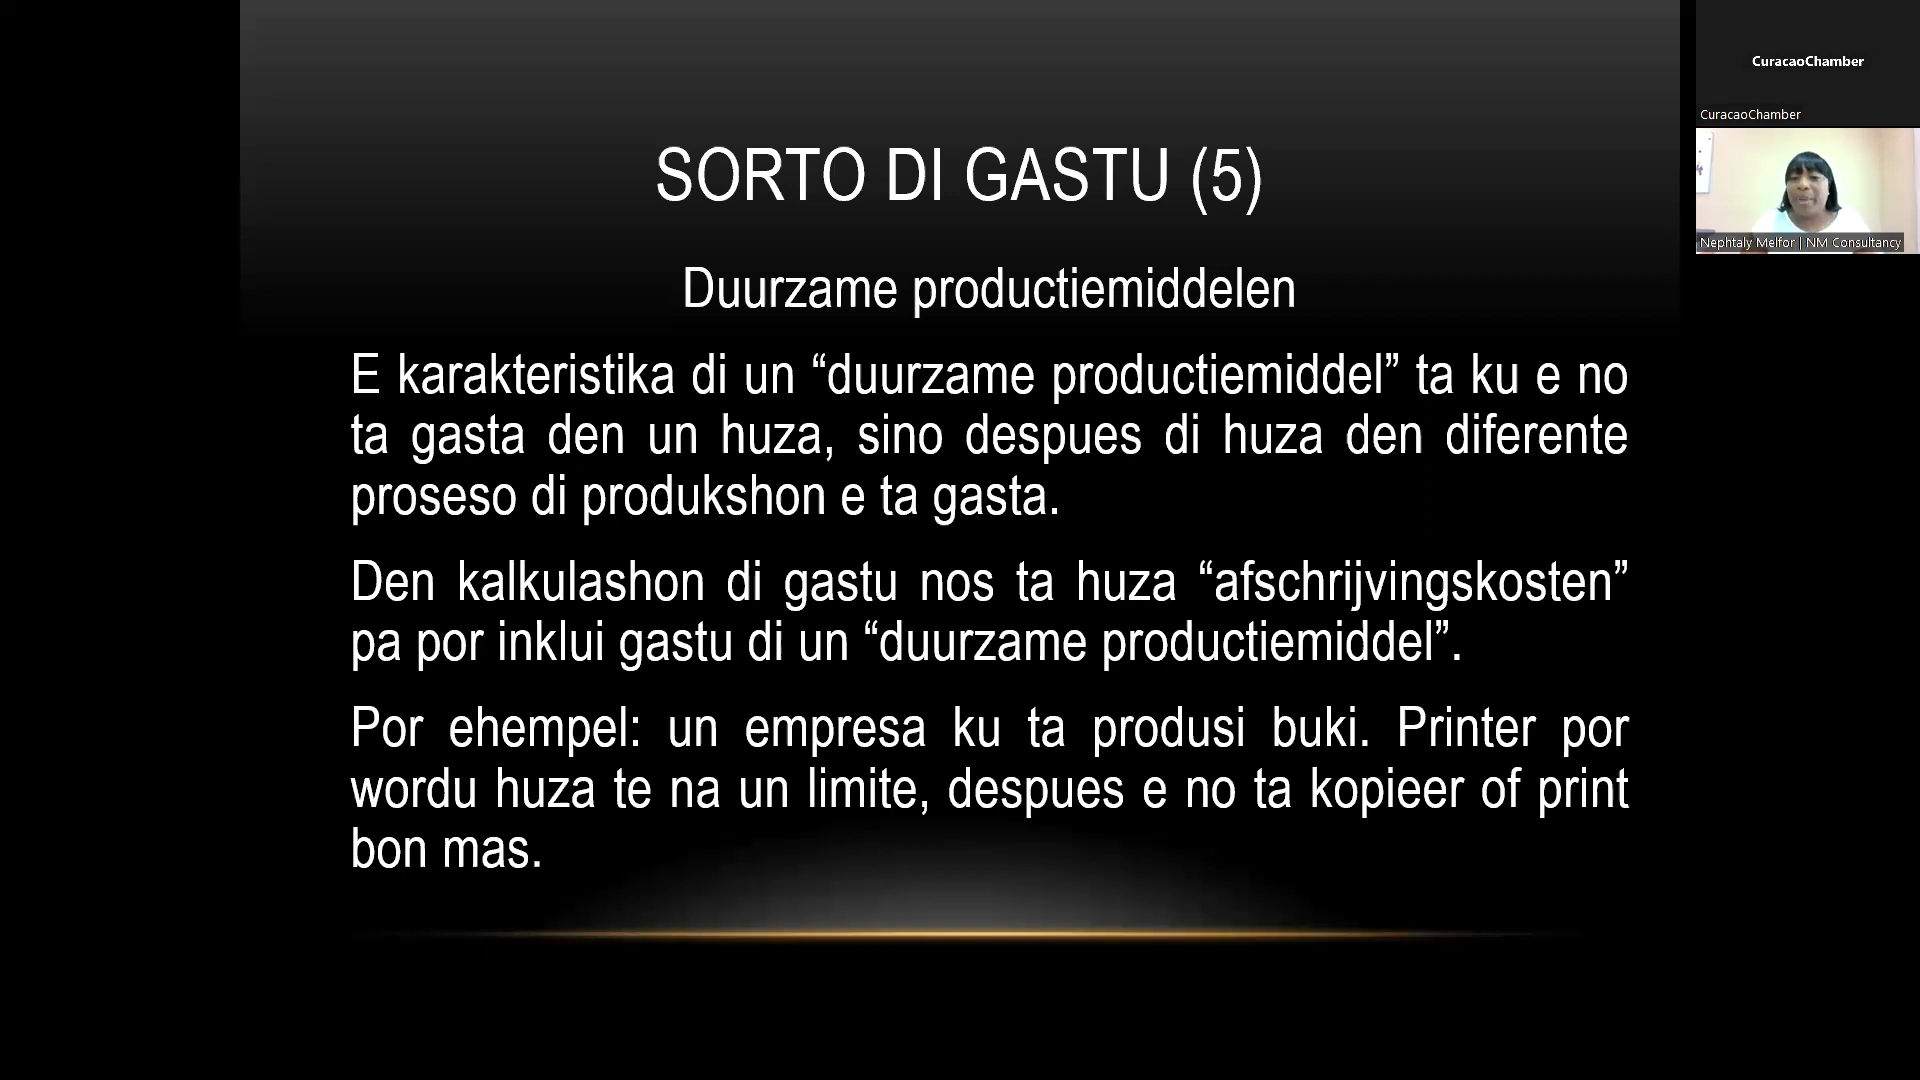 SORTO DI GASTU (5)
Duurzame productiemiddelen
E karakteristika di un “duurzame productiemiddel” ta ku e no
ta gasta den un huza, sino despues di huza den diferente
proseso di produkshon e ta gasta.
Den kalkulashon di gastu nos ta huza “afschrijvingskosten”
pa por inklui gastu di un “duurzame productiemiddel”.
Por ehempel: un empresa ku ta produsi buki. Printer por
wordu huza te na un limite, despues e no ta kopieer of print
bon mas.
CuracaoChamber
CuracaoChamber
Nephtaly Melfor | NM Consultancy